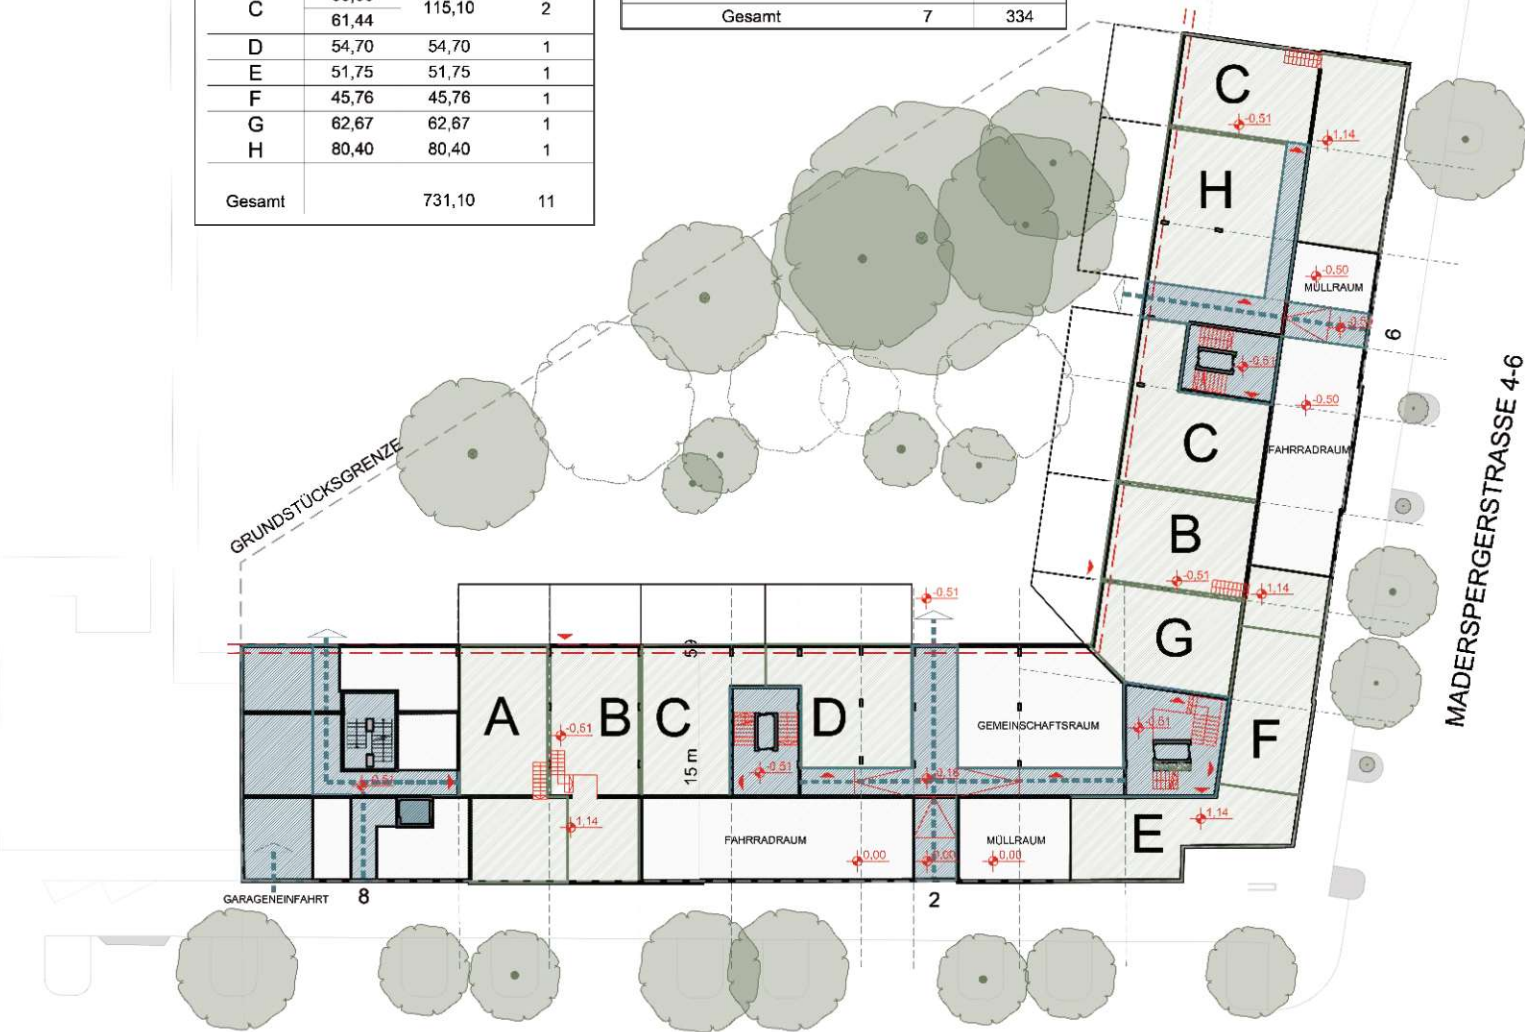 C 61,44 115,10 2
Gesamt 7 334
D 54,70 54,70 1
E 51,75 51,75 1
F 45,76 45,76 1
G 62,67 62,67 1
H 80,40 80,40 1
Gesamt 731,10 11
C
-0,51
1,14
H
-0,50
MÜLLRAUM
6
-0,51
-0,50
C
FAHRRADRAUM
MADERSPERGERSTRASSE 4-6
GRUNDSTÜCKSGRENZE
B
-0,51
1,14
G
-0,51
A
B
C
D
GEMEINSCHAFTSRAUM
-0,51
F
-0,51
15 m
-0,51
-0,51
-0,18
1,14
FAHRRADRAUM
0,00
0,00
MÜLLRAUM
0,00
E
1,14
GARAGENEINFAHRT
8
2